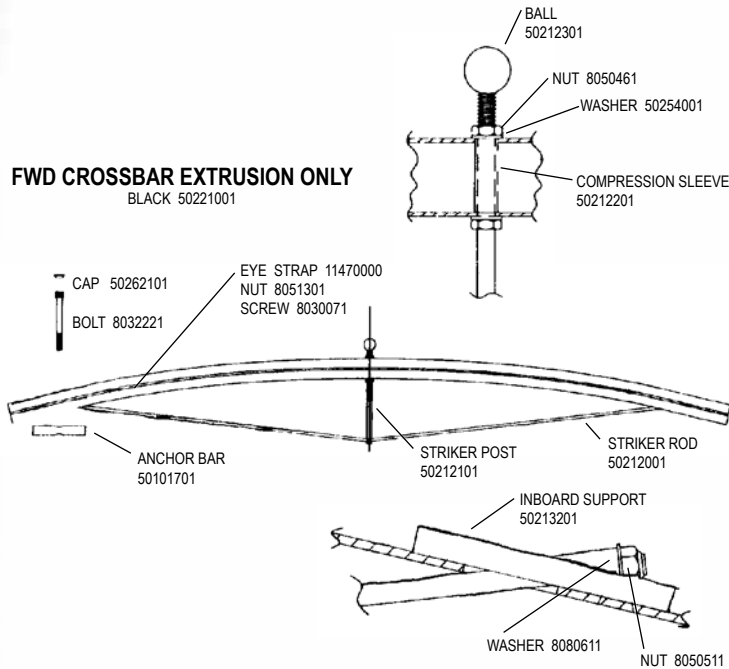 BALL
50212301
NUT 8050461
WASHER 50254001
COMPRESSION SLEEVE
50212201
FWD CROSSBAR EXTRUSION ONLY
BLACK 50221001
CAP 50262101
BOLT 8032221
EYE STRAP 11470000
NUT 8051301
SCREW 8030071
ANCHOR BAR
50101701
STRIKER POST
50212101
STRIKER ROD
50212001
INBOARD SUPPORT
50213201
WASHER 8080611
NUT 8050511